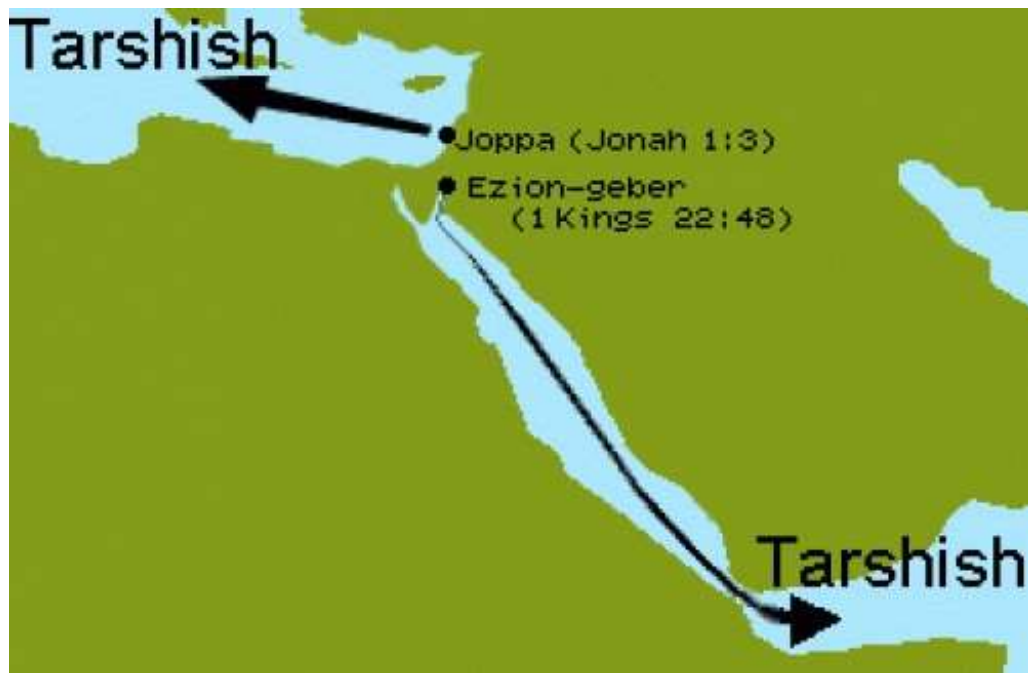 Tarshish
Joppa (Jonah 1:3)
Ezion-geber
(1 Kings 22:48)
Tarshish